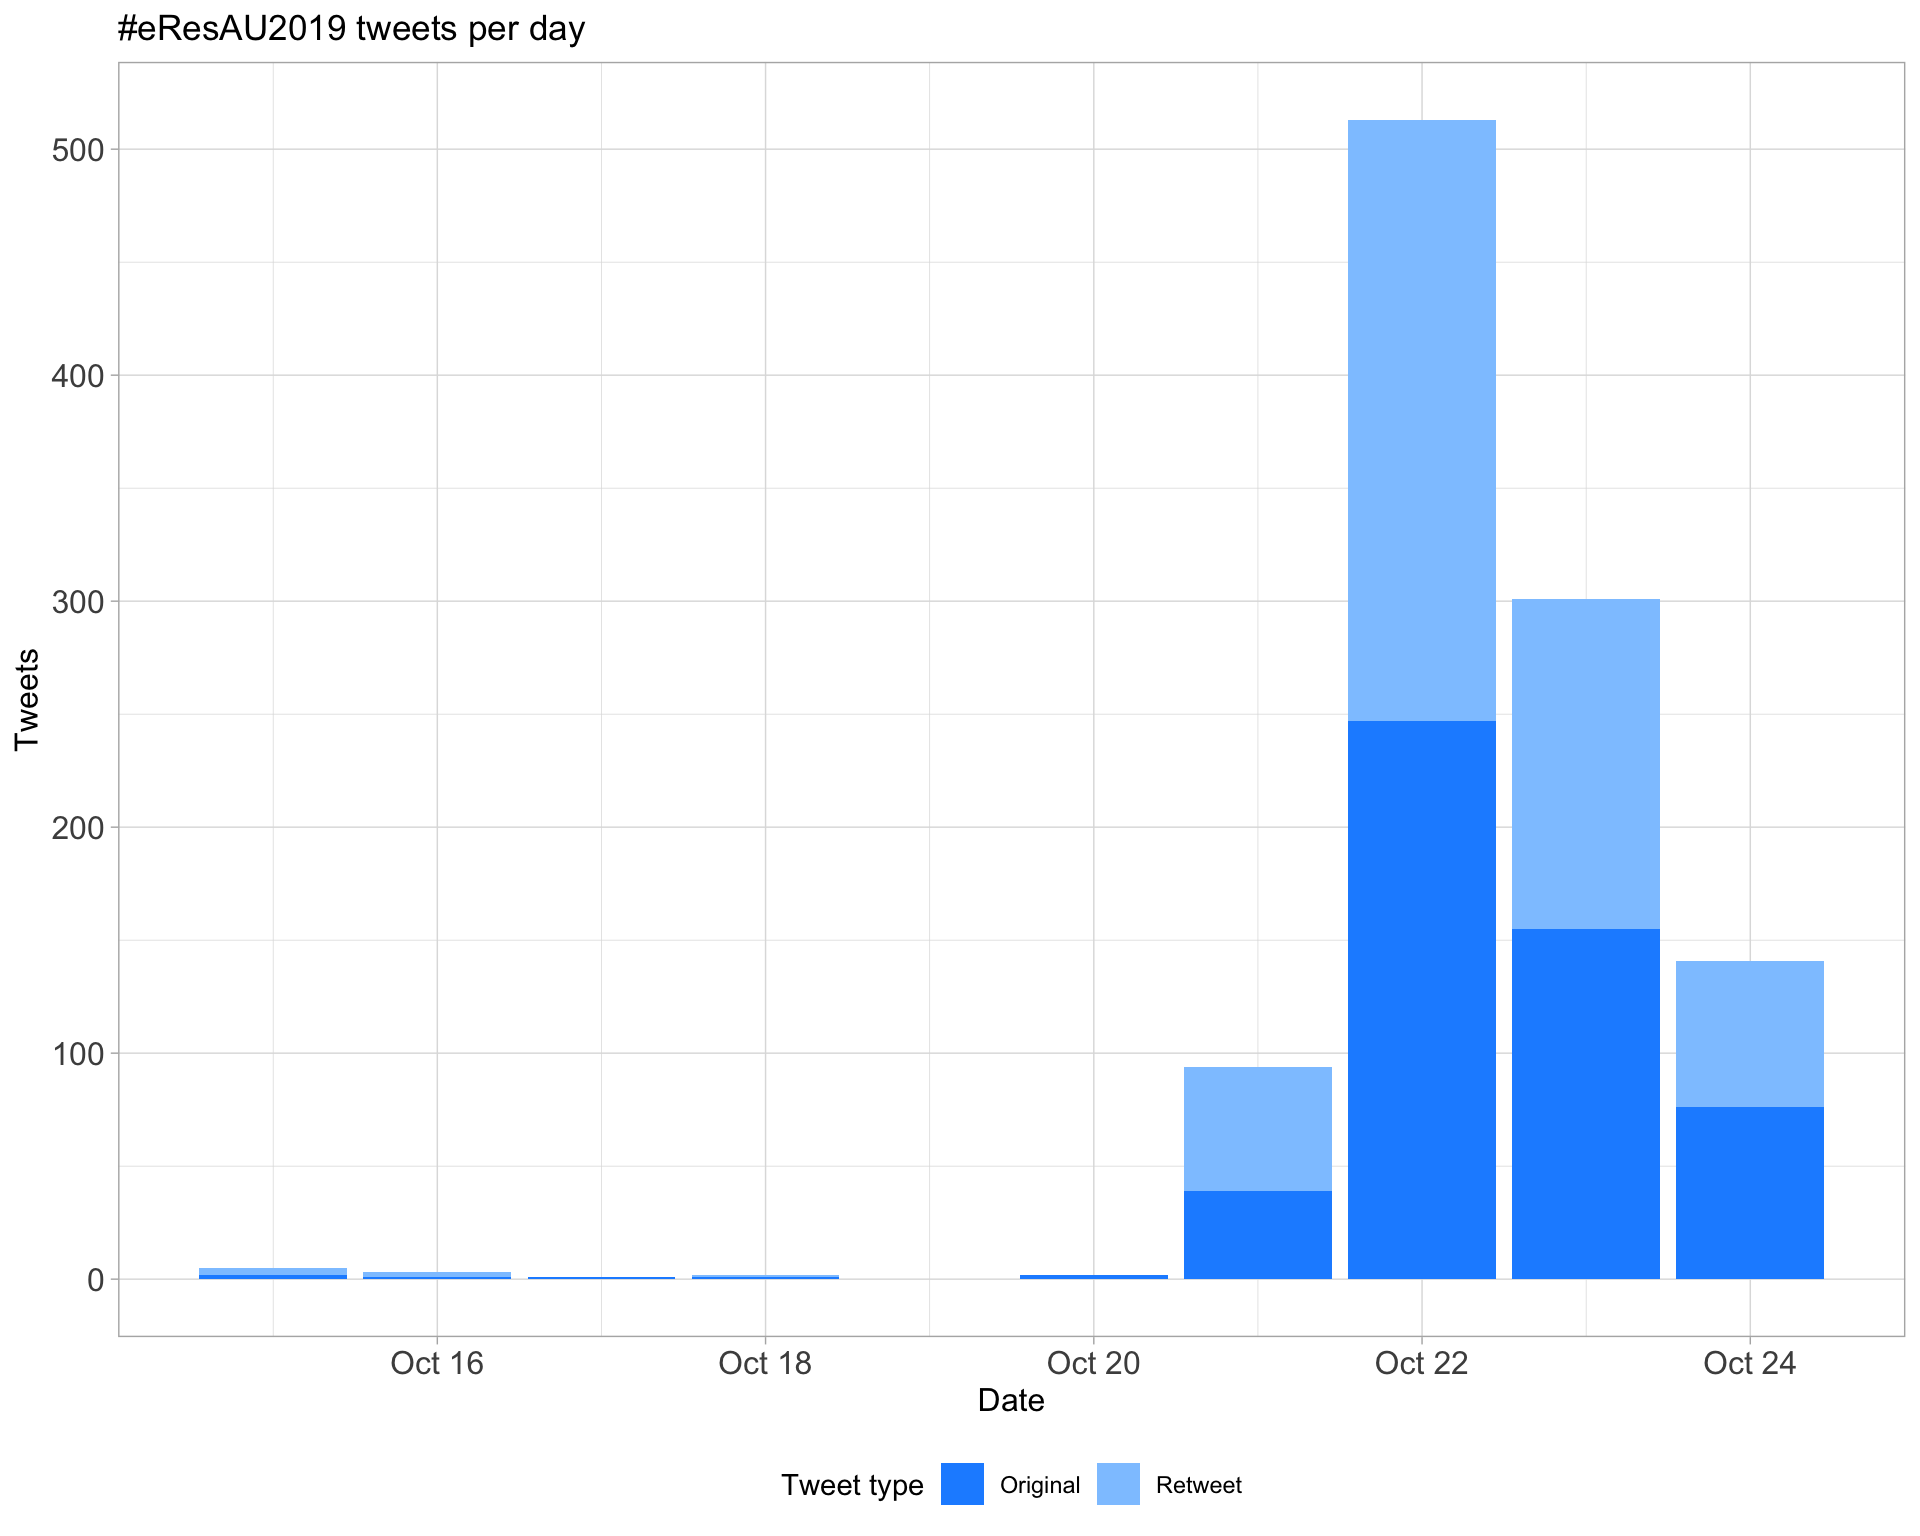 #eResAU2019 tweets per day
500
400
300
200
100
0
Tweets
Oct 16 Oct 18 Oct 20 Oct 22 Oct 24
Date
Tweet type Original Retweet